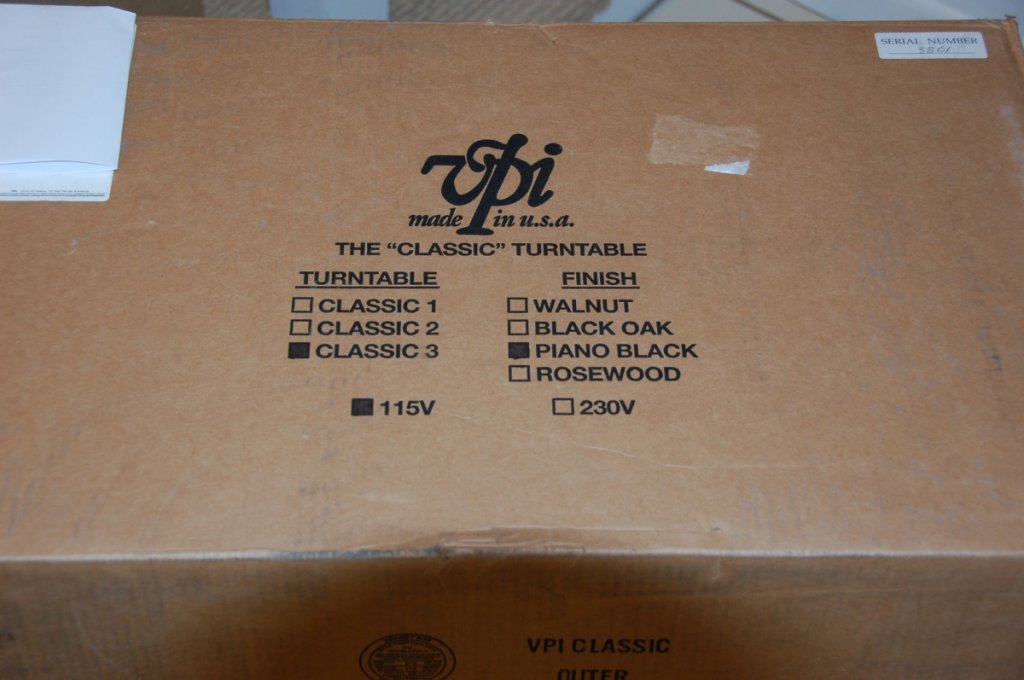 SERIAL NUMBER
vpi
made in u.s.a.
THE “CLASSIC” TURNTABLE
TURNTABLE FINISH
CLASSIC 1 WALNUT
CLASSIC 2 BLACK OAK
CLASSIC 3 PIANO BLACK
ROSEWOOD
115V 230V
VPI CLASSIC
OUTER